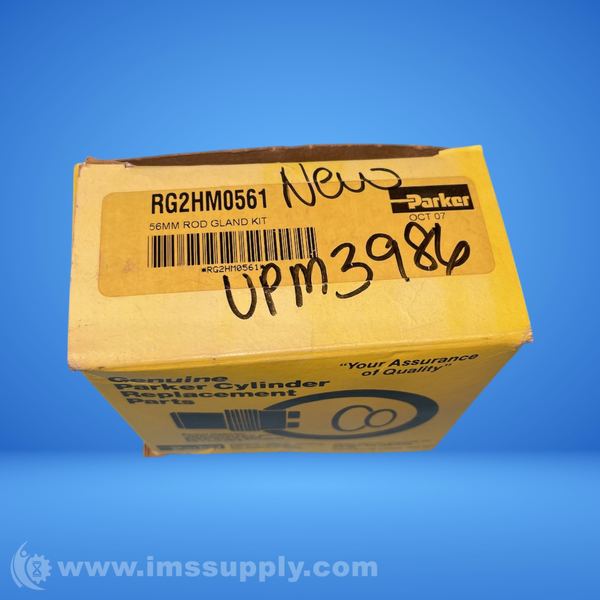 RG2HM0561 New
Parker
56MM ROD GLAND KIT
OCT 07
*RG2HM0561*
UPM3986
"Your Assurance
of Quality"
Genuine
Parker Cylinder
Replacement
Parts
www.imssupply.com